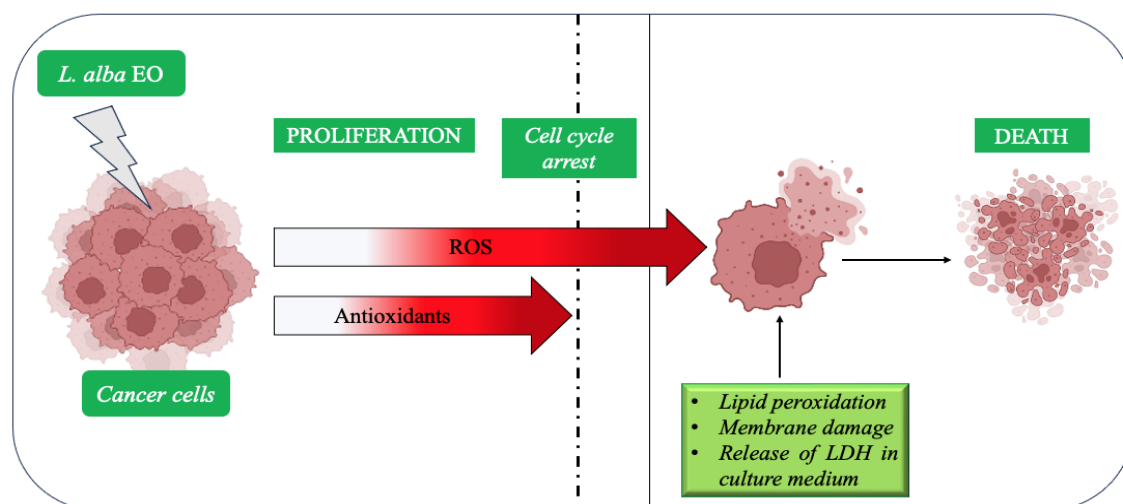 L. alba EO
PROLIFERATION
Cell cycle
arrest
DEATH
ROS
Antioxidants
Cancer cells
• Lipid peroxidation
• Membrane damage
• Release of LDH in
culture medium